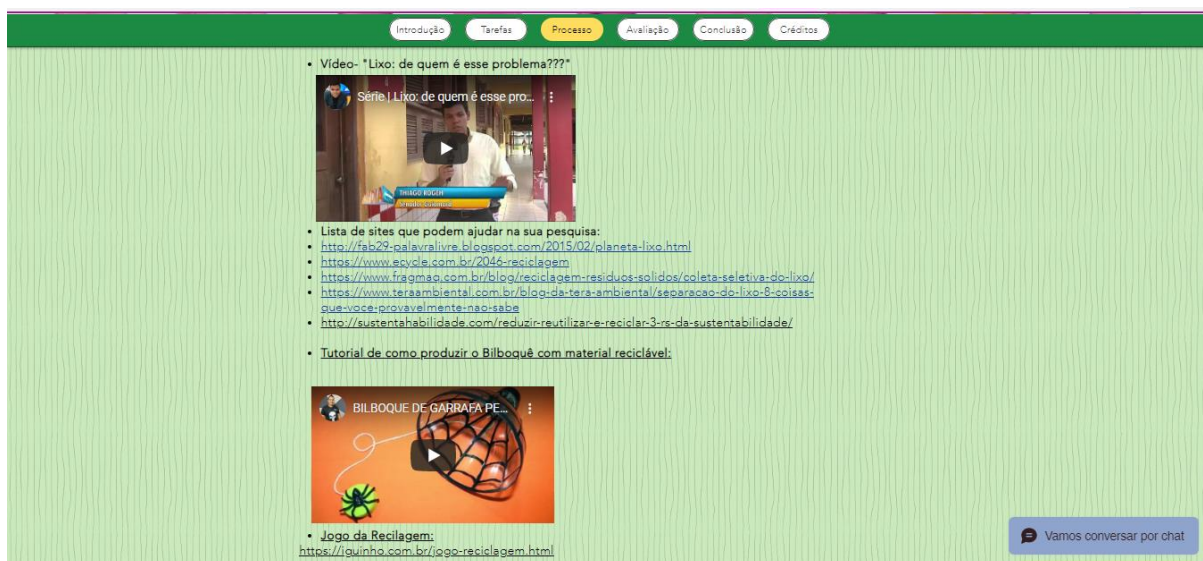 Introdução
Tarefas
Processo
Avaliação
Conclusão
Créditos
• Vídeo- "Lixo: de quem é esse problema???"
Série | Lixo: de quem é esse pro...
THIAGO ROGEH
• Lista de sites que podem ajudar na sua pesquisa:
• http://fab29-palavralivre.blogspot.com/2015/02/planeta-lixo.html
• https://www.ecycle.com.br/2046-reciclagem
• https://www.fragmaq.com.br/blog/reciclagem-residuos-solidos/coleta-seletiva-do-lixo/
• https://www.teraambiental.com.br/blog-da-tera-ambiental/separacao-do-lixo-8-coisas-
que-voce-provavelmente-nao-sabe
• http://sustentahabilidade.com/reduzir-reutilizar-e-reciclar-3-rs-da-sustentabilidade/
• Tutorial de como produzir o Bilboquê com material reciclável:
BILBOQUE DE GARRAFA PE...
• Jogo da Recilagem:
https://iguinho.com.br/jogo-reciclagem.html
Vamos conversar por chat